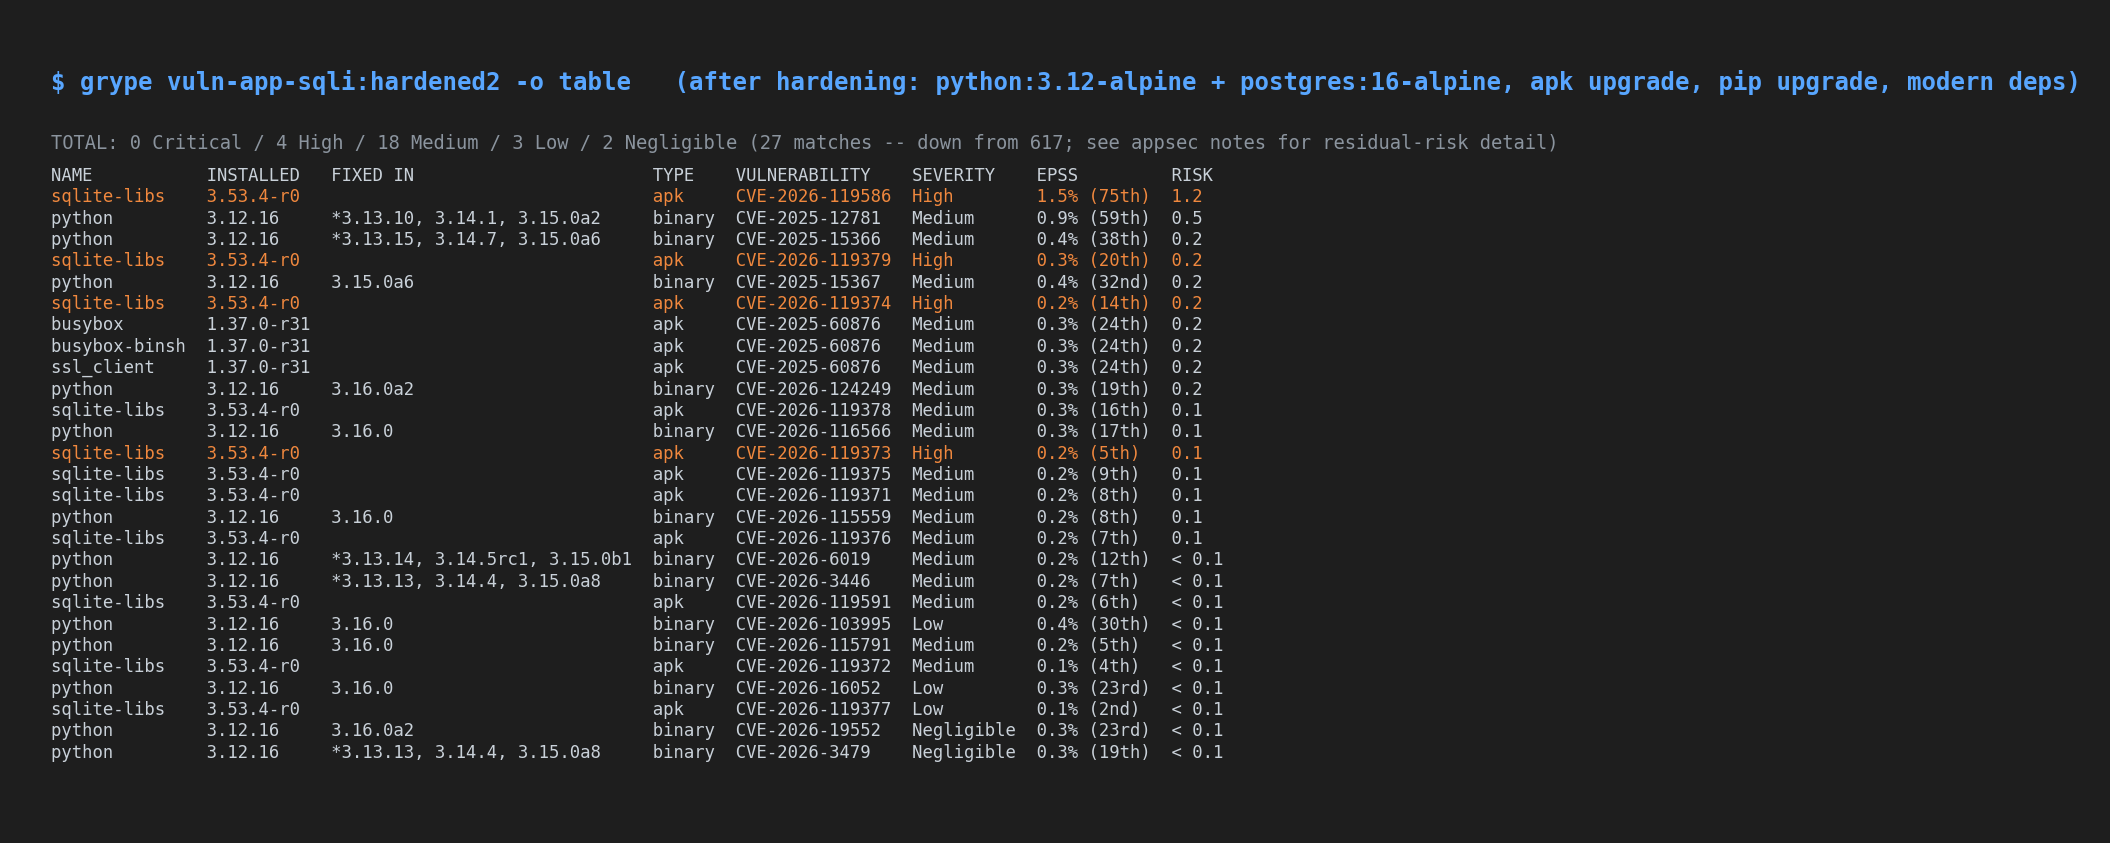 $ grype vuln-app-sqli:hardened2 -o table   (after hardening: python:3.12-alpine + postgres:16-alpine, apk upgrade, pip upgrade, modern deps)
TOTAL: 0 Critical / 4 High / 18 Medium / 3 Low / 2 Negligible (27 matches -- down from 617; see appsec notes for residual-risk detail)
NAME           INSTALLED   FIXED IN                       TYPE    VULNERABILITY    SEVERITY    EPSS         RISK
sqlite-libs    3.53.4-r0                                  apk     CVE-2026-119586  High        1.5% (75th)  1.2
python         3.12.16     *3.13.10, 3.14.1, 3.15.0a2     binary  CVE-2025-12781   Medium      0.9% (59th)  0.5
python         3.12.16     *3.13.15, 3.14.7, 3.15.0a6     binary  CVE-2025-15366   Medium      0.4% (38th)  0.2
sqlite-libs    3.53.4-r0                                  apk     CVE-2026-119379  High        0.3% (20th)  0.2
python         3.12.16     3.15.0a6                       binary  CVE-2025-15367   Medium      0.4% (32nd)  0.2
sqlite-libs    3.53.4-r0                                  apk     CVE-2026-119374  High        0.2% (14th)  0.2
busybox        1.37.0-r31                                 apk     CVE-2025-60876   Medium      0.3% (24th)  0.2
busybox-binsh  1.37.0-r31                                 apk     CVE-2025-60876   Medium      0.3% (24th)  0.2
ssl_client     1.37.0-r31                                 apk     CVE-2025-60876   Medium      0.3% (24th)  0.2
python         3.12.16     3.16.0a2                       binary  CVE-2026-124249  Medium      0.3% (19th)  0.2
sqlite-libs    3.53.4-r0                                  apk     CVE-2026-119378  Medium      0.3% (16th)  0.1
python         3.12.16     3.16.0                         binary  CVE-2026-116566  Medium      0.3% (17th)  0.1
sqlite-libs    3.53.4-r0                                  apk     CVE-2026-119373  High        0.2% (5th)   0.1
sqlite-libs    3.53.4-r0                                  apk     CVE-2026-119375  Medium      0.2% (9th)   0.1
sqlite-libs    3.53.4-r0                                  apk     CVE-2026-119371  Medium      0.2% (8th)   0.1
python         3.12.16     3.16.0                         binary  CVE-2026-115559  Medium      0.2% (8th)   0.1
sqlite-libs    3.53.4-r0                                  apk     CVE-2026-119376  Medium      0.2% (7th)   0.1
python         3.12.16     *3.13.14, 3.14.5rc1, 3.15.0b1  binary  CVE-2026-6019    Medium      0.2% (12th)  < 0.1
python         3.12.16     *3.13.13, 3.14.4, 3.15.0a8     binary  CVE-2026-3446    Medium      0.2% (7th)   < 0.1
sqlite-libs    3.53.4-r0                                  apk     CVE-2026-119591  Medium      0.2% (6th)   < 0.1
python         3.12.16     3.16.0                         binary  CVE-2026-103995  Low         0.4% (30th)  < 0.1
python         3.12.16     3.16.0                         binary  CVE-2026-115791  Medium      0.2% (5th)   < 0.1
sqlite-libs    3.53.4-r0                                  apk     CVE-2026-119372  Medium      0.1% (4th)   < 0.1
python         3.12.16     3.16.0                         binary  CVE-2026-16052   Low         0.3% (23rd)  < 0.1
sqlite-libs    3.53.4-r0                                  apk     CVE-2026-119377  Low         0.1% (2nd)   < 0.1
python         3.12.16     3.16.0a2                       binary  CVE-2026-19552   Negligible  0.3% (23rd)  < 0.1
python         3.12.16     *3.13.13, 3.14.4, 3.15.0a8     binary  CVE-2026-3479    Negligible  0.3% (19th)  < 0.1